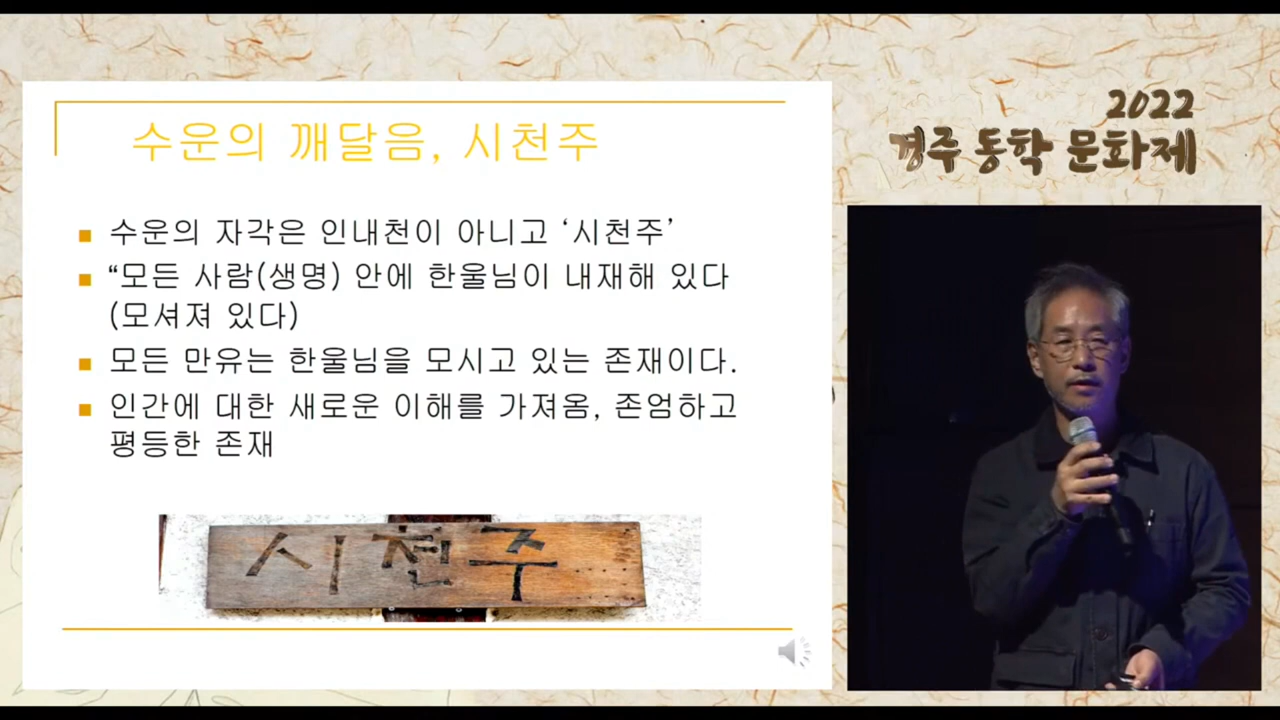 수운의 깨달음, 시천주
수운의 자각은 인내천이 아니고 ‘시천주’
“모든 사람(생명) 안에 한울님이 내재해 있다
(모셔져 있다)
모든 만유는 한울님을 모시고 있는 존재이다.
인간에 대한 새로운 이해를 가져옴, 존엄하고
평등한 존재
시천주
2022
경주 동학 문화제